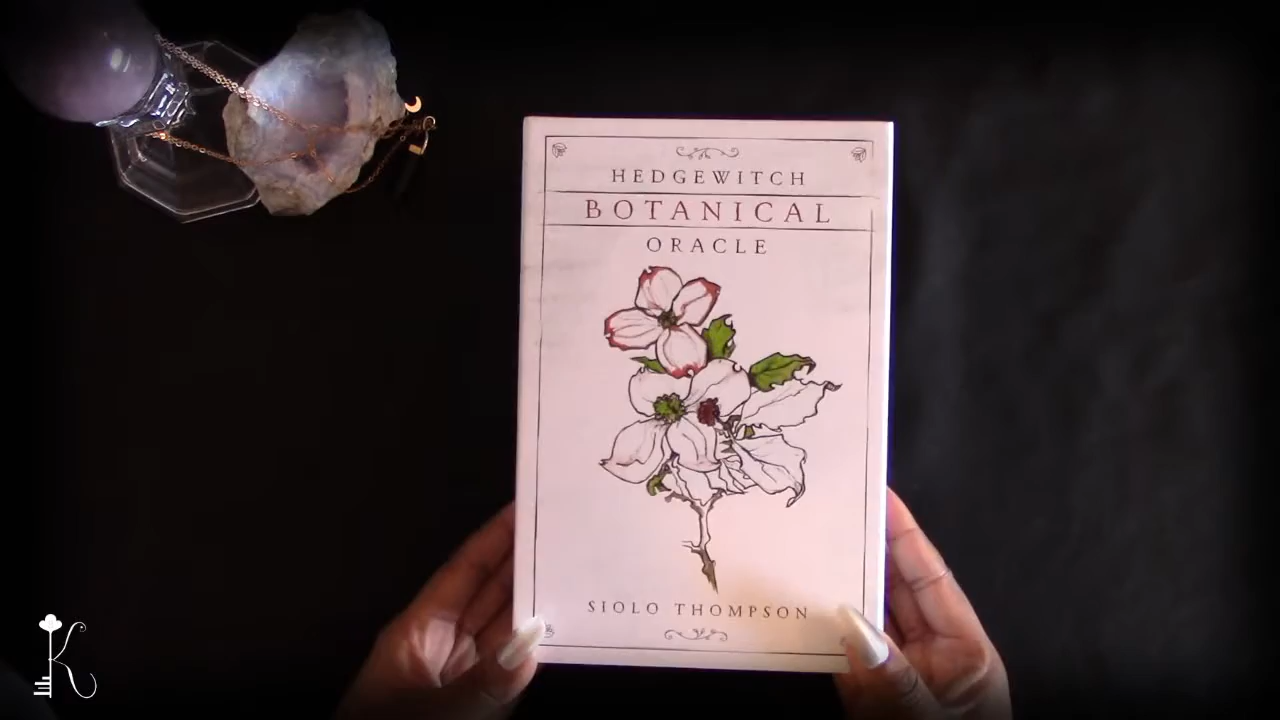 HEDGEWITCH
BOTANICAL
ORACLE
SIOLO THOMPSON
K